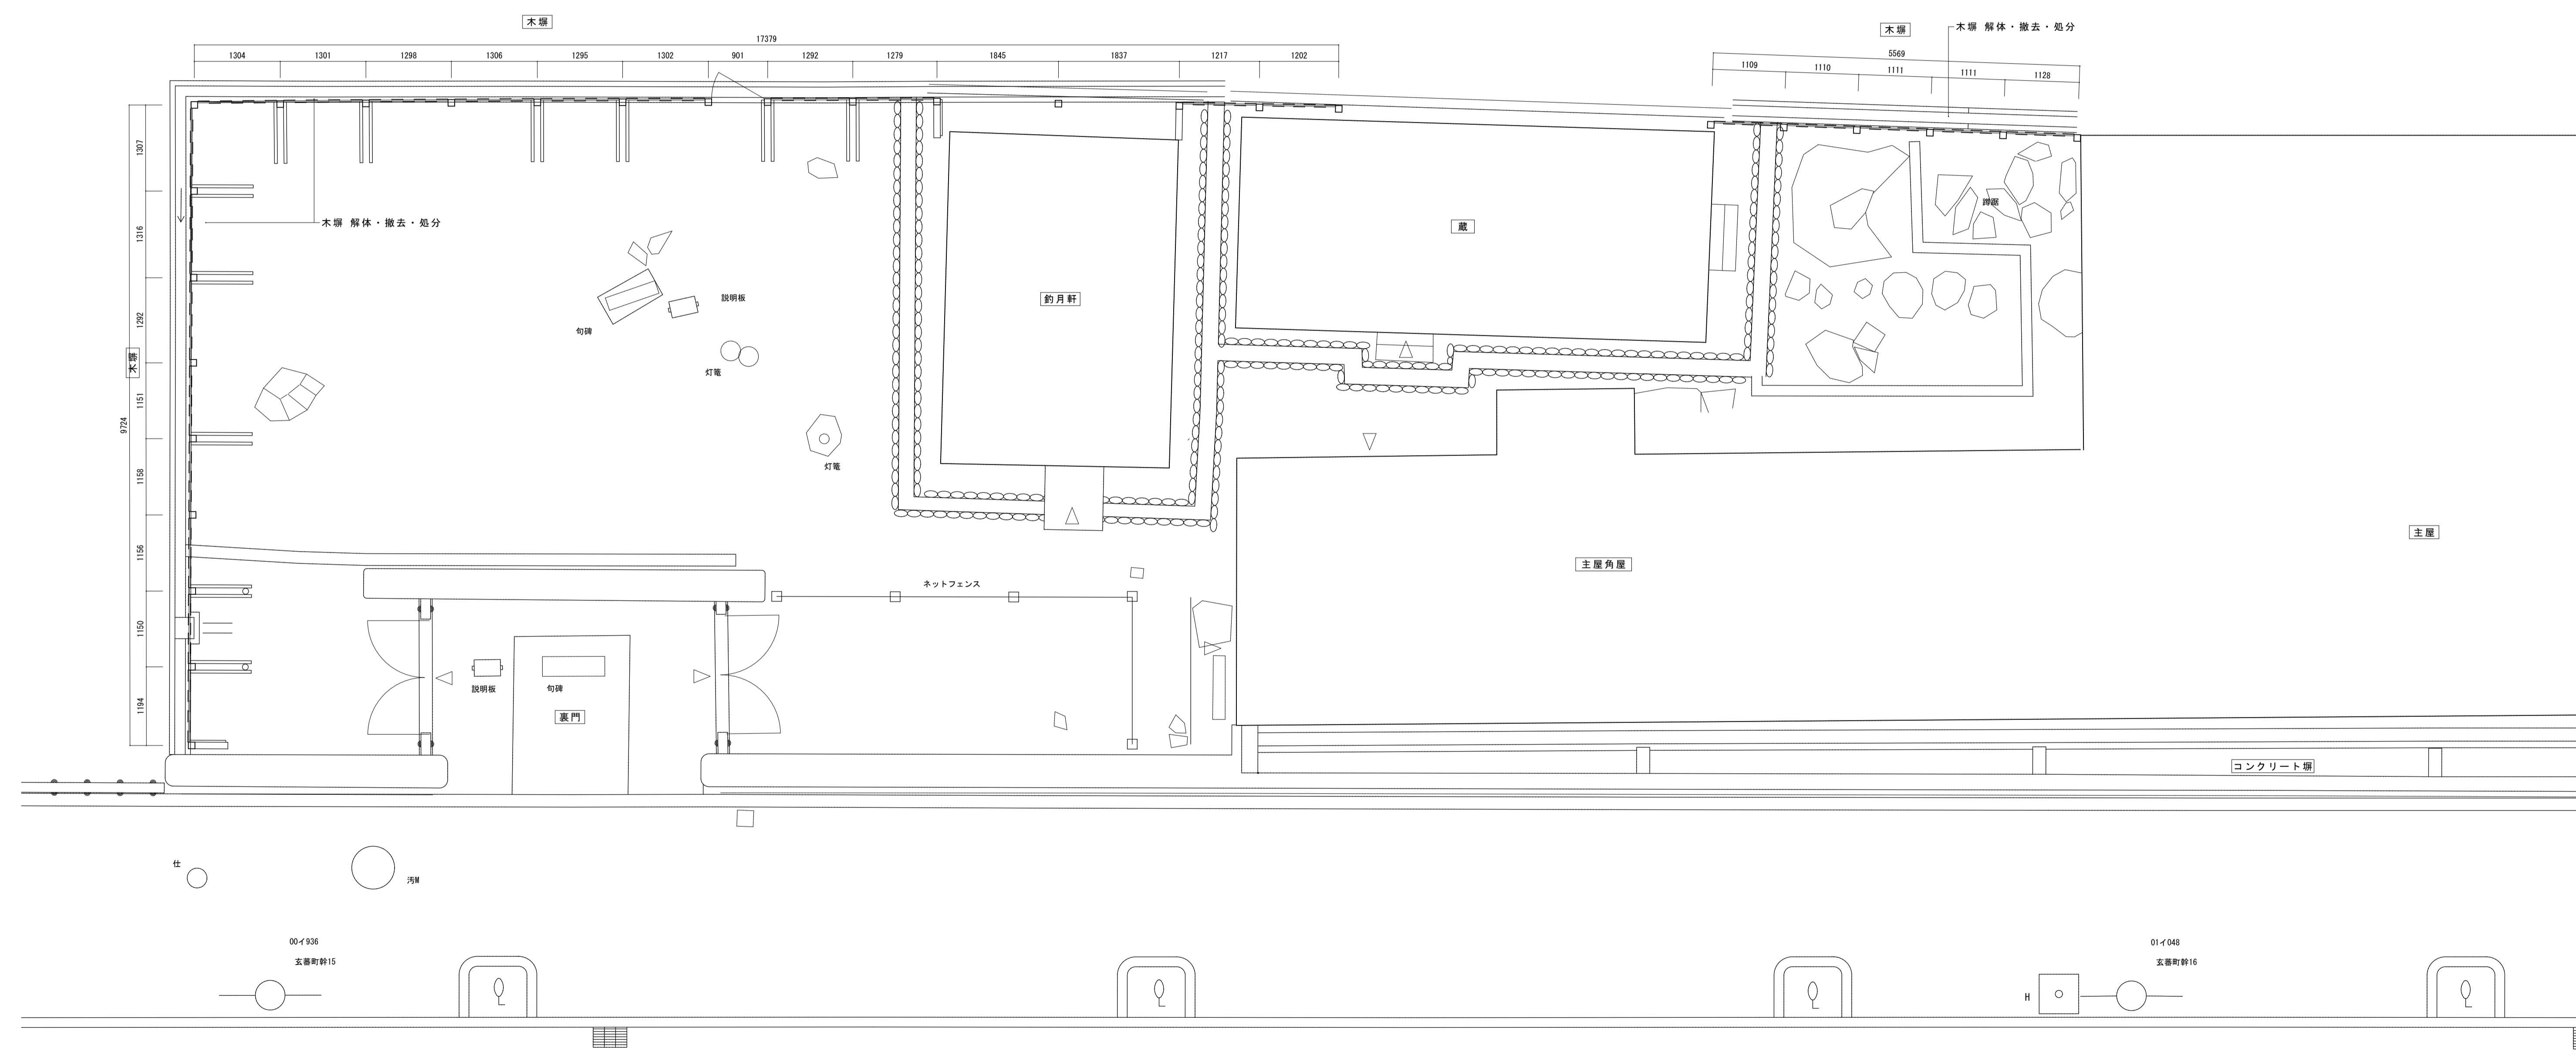 木塀
17379
1304 1301 1298 1306 1295 1302 901 1292 1279 1845 1837 1217 1202
木塀
木塀 解体・撤去・処分
5569
1109 1110 1111 1111 1128
木塀
9724
1307
1316
1292
1151
1158
1156
1150
1194
木塀 解体・撤去・処分
蹲踞
蔵
釣月軒
説明板
句碑
灯篭
灯篭
主屋
主屋角屋
ネットフェンス
説明板
句碑
裏門
コンクリート塀
仕
汚M
00イ936
玄蕃町幹15
01イ048
玄蕃町幹16
H